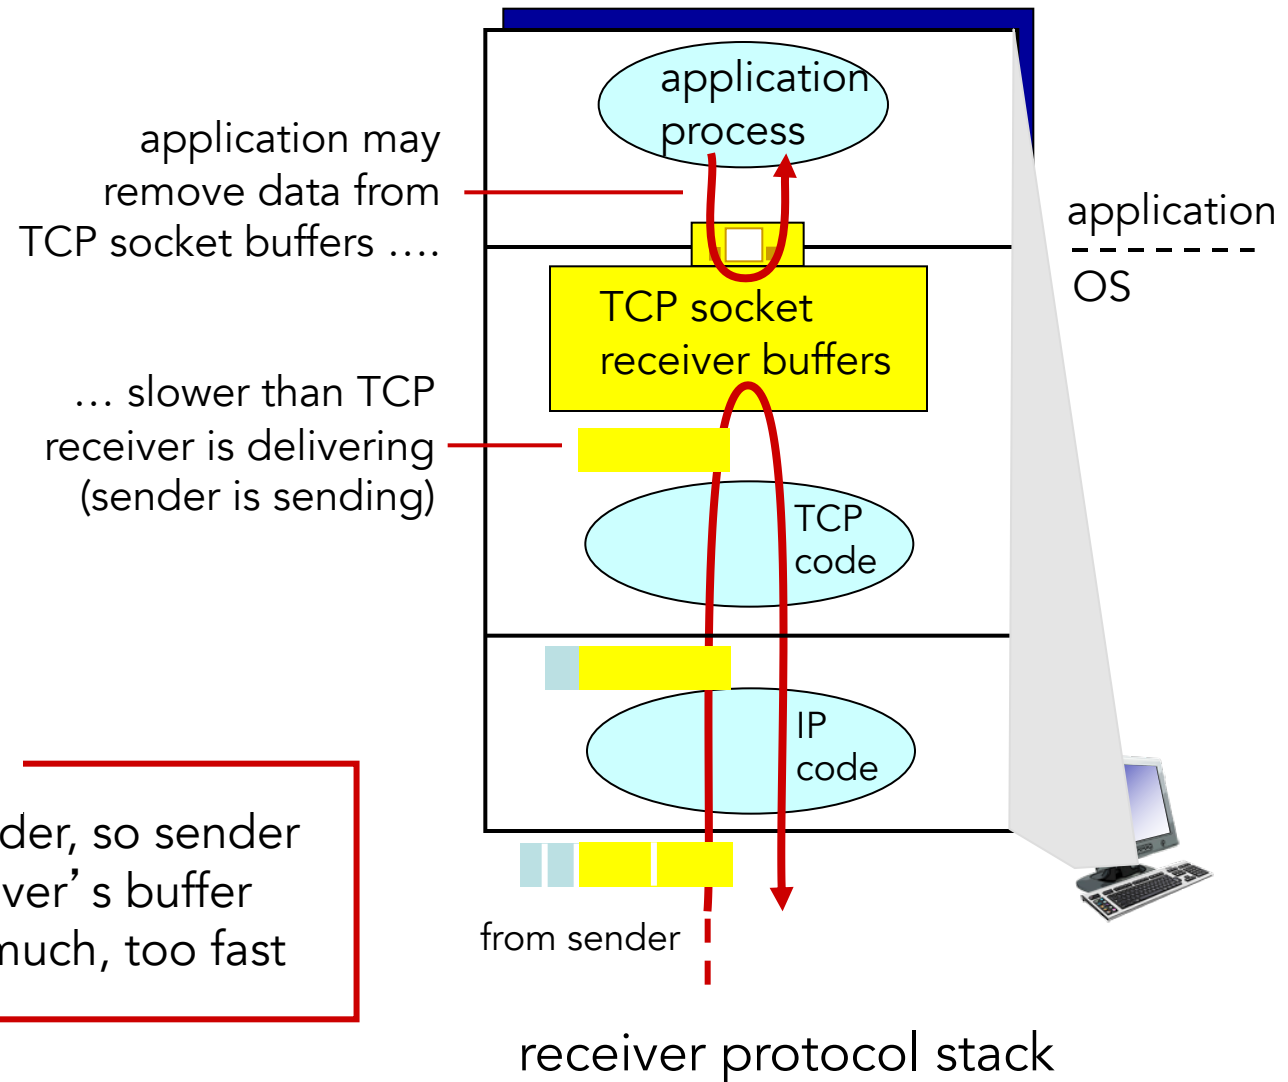 application
process
application may
remove data from
TCP socket buffers ....
application
OS
TCP socket
receiver buffers
... slower than TCP
receiver is delivering
(sender is sending)
TCP
code
IP
code
der, so sender
ver's buffer
much, too fast
from sender
receiver protocol stack